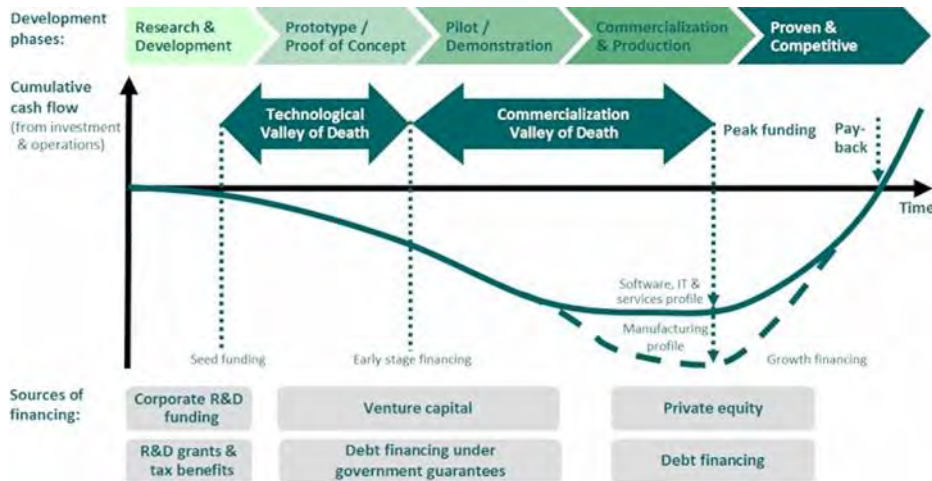 Development
phases:
Research &
Development
Prototype /
Proof of Concept
Pilot /
Demonstration
Commercialization
& Production
Proven &
Competitive
Cumulative
cash flow
(from investment
& operations)
Technological
Valley of Death
Commercialization
Valley of Death
Peak funding
Pay-
back
Time
Software, IT &
services profile
Manufacturing
profile
Seed funding
Early stage financing
Growth financing
Sources of
financing:
Corporate R&D
funding
Venture capital
Private equity
R&D grants &
tax benefits
Debt financing under
government guarantees
Debt financing